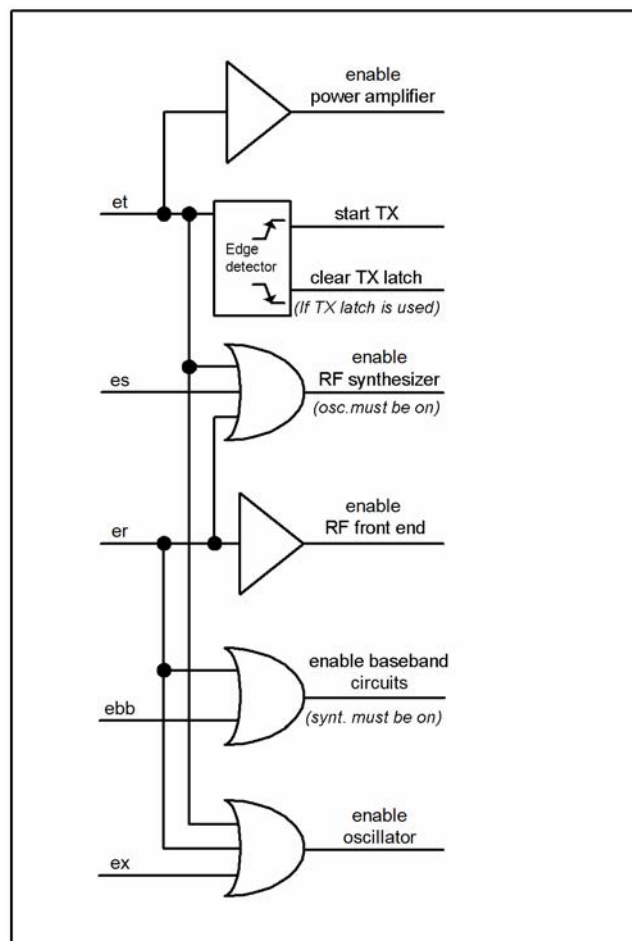 enable
power amplifier
et
start TX
Edge
detector
clear TX latch
(If TX latch is used)
enable
RF synthesizer
es
(osc.must be on)
enable
RF front end
er
enable baseband
circuits
ebb
(synt. must be on)
enable
oscillator
ex